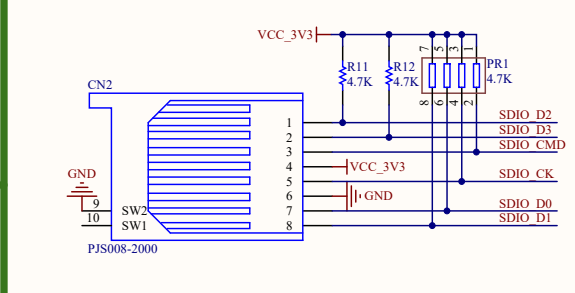 VCC_3V3
7 5 3 1
R11
4.7K
R12
4.7K
PR1
4.7K
8 6 4 2
CN2
1 SDIO_D2
2 SDIO_D3
3 SDIO_CMD
4 VCC_3V3
5 SDIO_CK
6 GND
7 SDIO_D0
8 SDIO_D1
GND
9 SW2
10 SW1
PJS008-2000